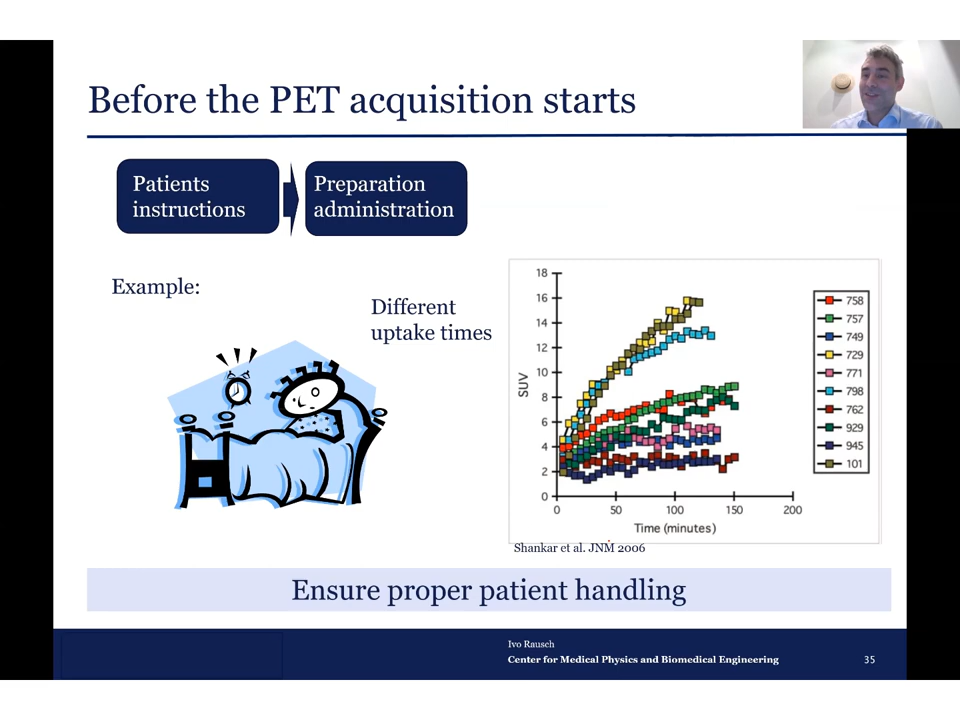 Before the PET acquisition starts
Patients
instructions
Preparation
administration
Example:
Different
uptake times
18
16
14
12
10
8
6
4
2
0
SUV
0 50 100 150 200
Time (minutes)
758
757
749
729
771
798
762
929
945
101
Shankar et al. JNM 2006
Ensure proper patient handling
Ivo Rausch
Center for Medical Physics and Biomedical Engineering
35